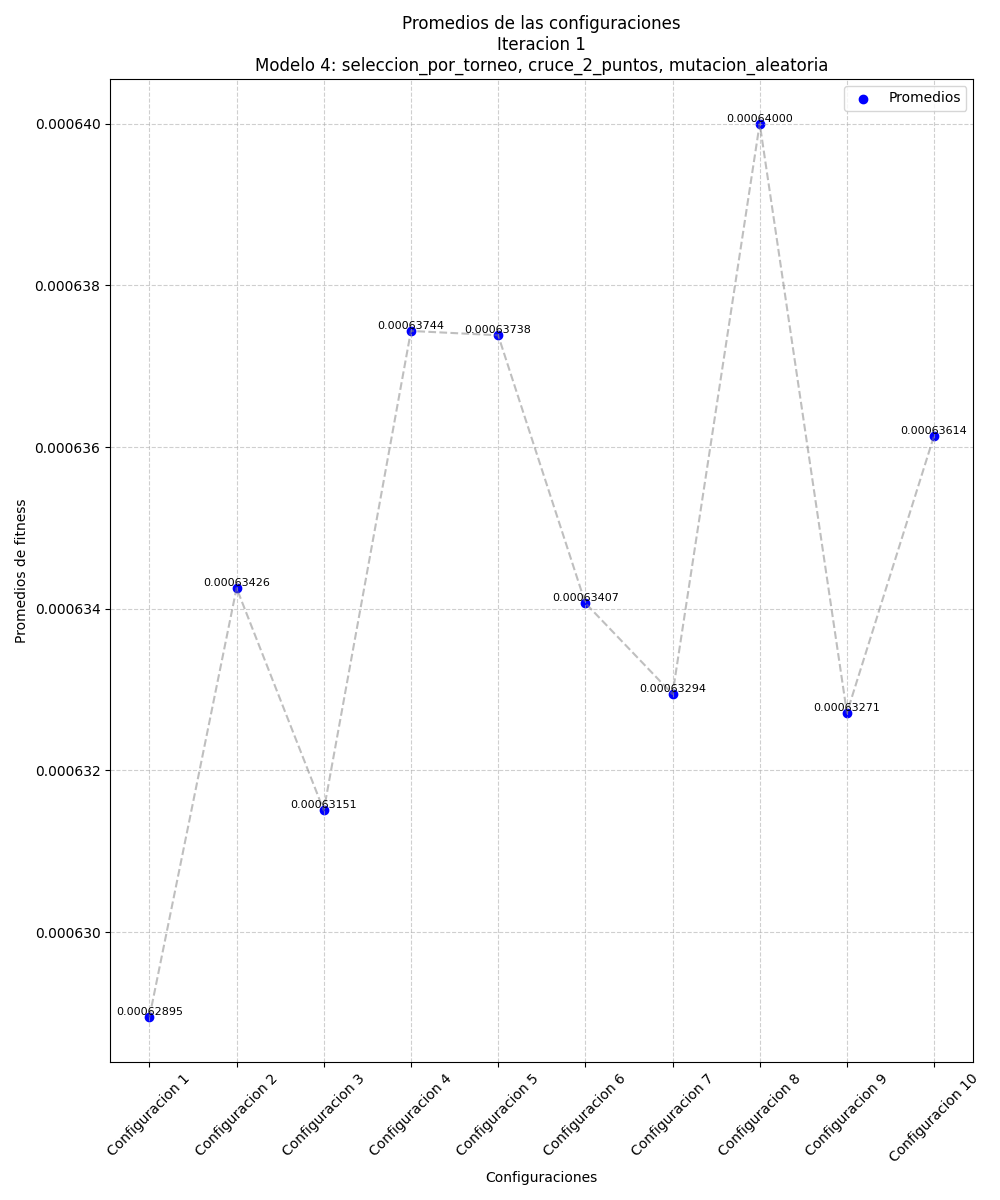 Promedios de las configuraciones
Iteracion 1
Modelo 4: seleccion_por_torneo, cruce_2_puntos, mutacion_aleatoria
Promedios
0.000640
0.000638
0.000636
0.000634
0.000632
0.000630
Promedios de fitness
0.00062895
0.00063426
0.00063151
0.00063744
0.00063738
0.00063407
0.00063294
0.00064000
0.00063271
0.00063614
Configuracion 1
Configuracion 2
Configuracion 3
Configuracion 4
Configuracion 5
Configuracion 6
Configuracion 7
Configuracion 8
Configuracion 9
Configuracion 10
Configuraciones